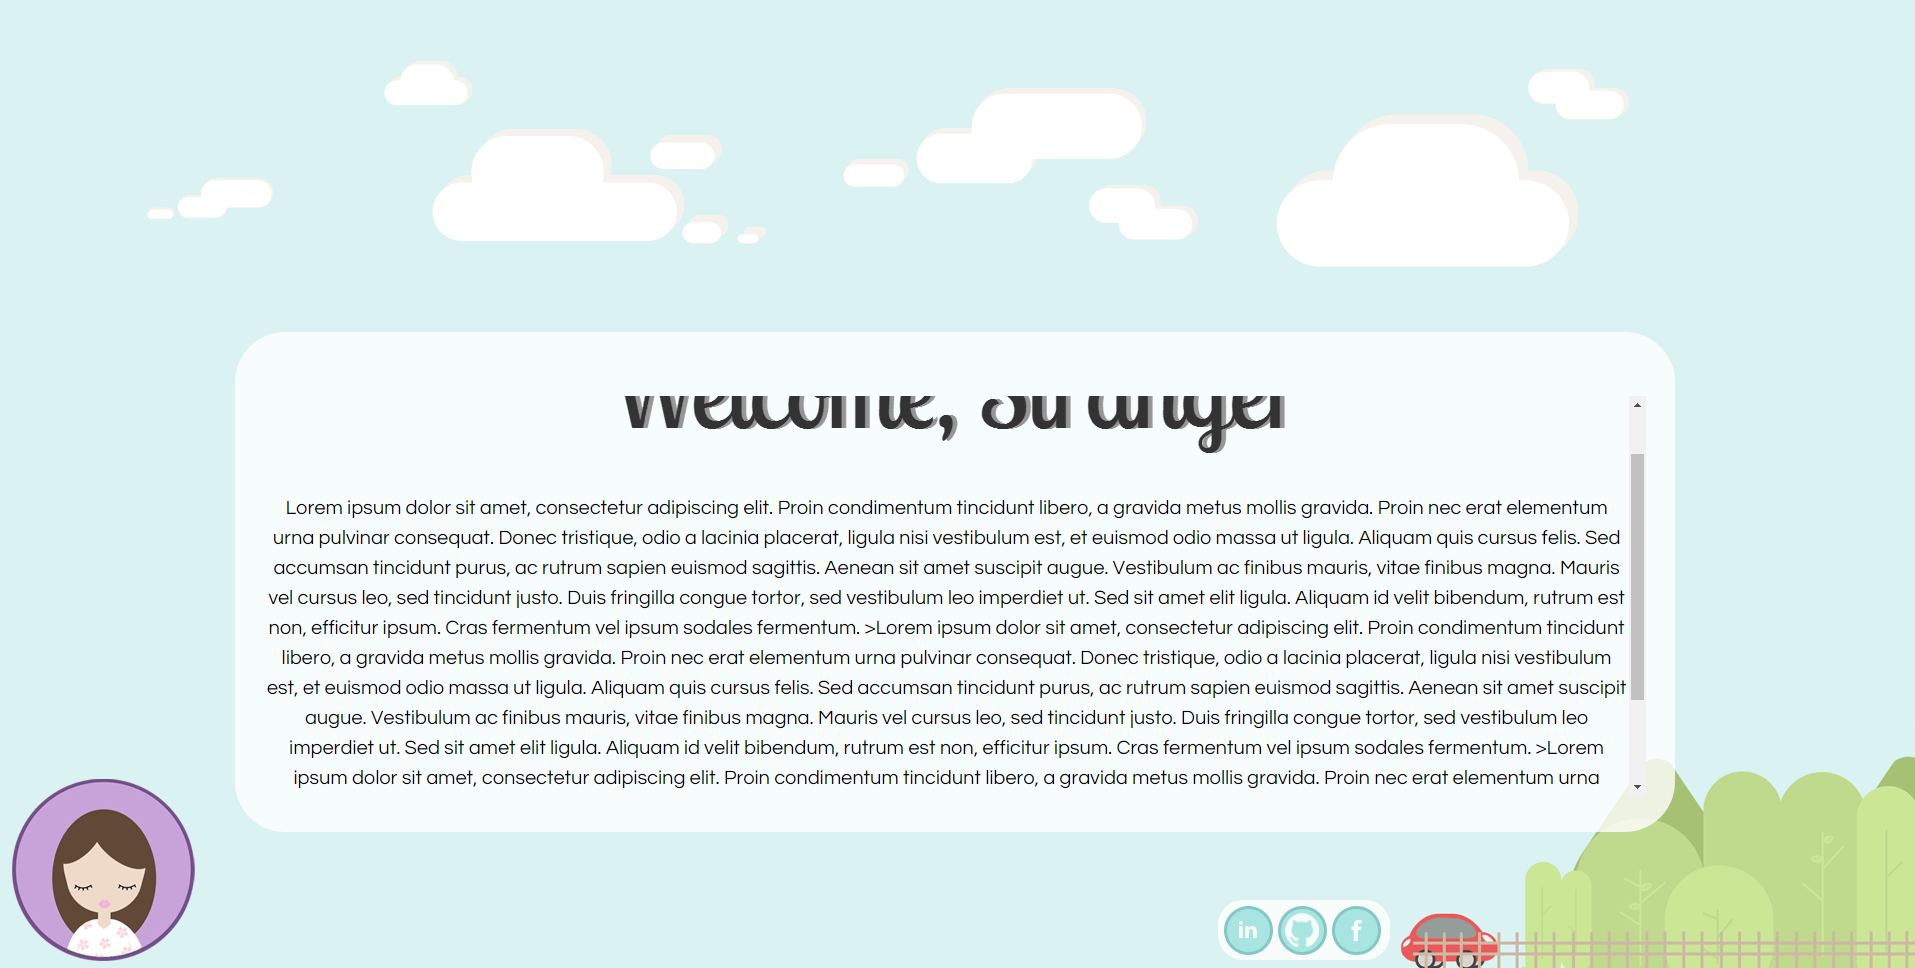 Welcome, Stranger
Lorem ipsum dolor sit amet, consectetur adipiscing elit. Proin condimentum tincidunt libero, a gravida metus mollis gravida. Proin nec erat elementum
urna pulvinar consequat. Donec tristique, odio a lacinia placerat, ligula nisi vestibulum est, et euismod odio massa ut ligula. Aliquam quis cursus felis. Sed
accumsan tincidunt purus, ac rutrum sapien euismod sagittis. Aenean sit amet suscipit augue. Vestibulum ac finibus mauris, vitae finibus magna. Mauris
vel cursus leo, sed tincidunt justo. Duis fringilla congue tortor, sed vestibulum leo imperdiet ut. Sed sit amet elit ligula. Aliquam id velit bibendum, rutrum est
non, efficitur ipsum. Cras fermentum vel ipsum sodales fermentum. >Lorem ipsum dolor sit amet, consectetur adipiscing elit. Proin condimentum tincidunt
libero, a gravida metus mollis gravida. Proin nec erat elementum urna pulvinar consequat. Donec tristique, odio a lacinia placerat, ligula nisi vestibulum
est, et euismod odio massa ut ligula. Aliquam quis cursus felis. Sed accumsan tincidunt purus, ac rutrum sapien euismod sagittis. Aenean sit amet suscipit
augue. Vestibulum ac finibus mauris, vitae finibus magna. Mauris vel cursus leo, sed tincidunt justo. Duis fringilla congue tortor, sed vestibulum leo
imperdiet ut. Sed sit amet elit ligula. Aliquam id velit bibendum, rutrum est non, efficitur ipsum. Cras fermentum vel ipsum sodales fermentum. >Lorem
ipsum dolor sit amet, consectetur adipiscing elit. Proin condimentum tincidunt libero, a gravida metus mollis gravida. Proin nec erat elementum urna
in
f